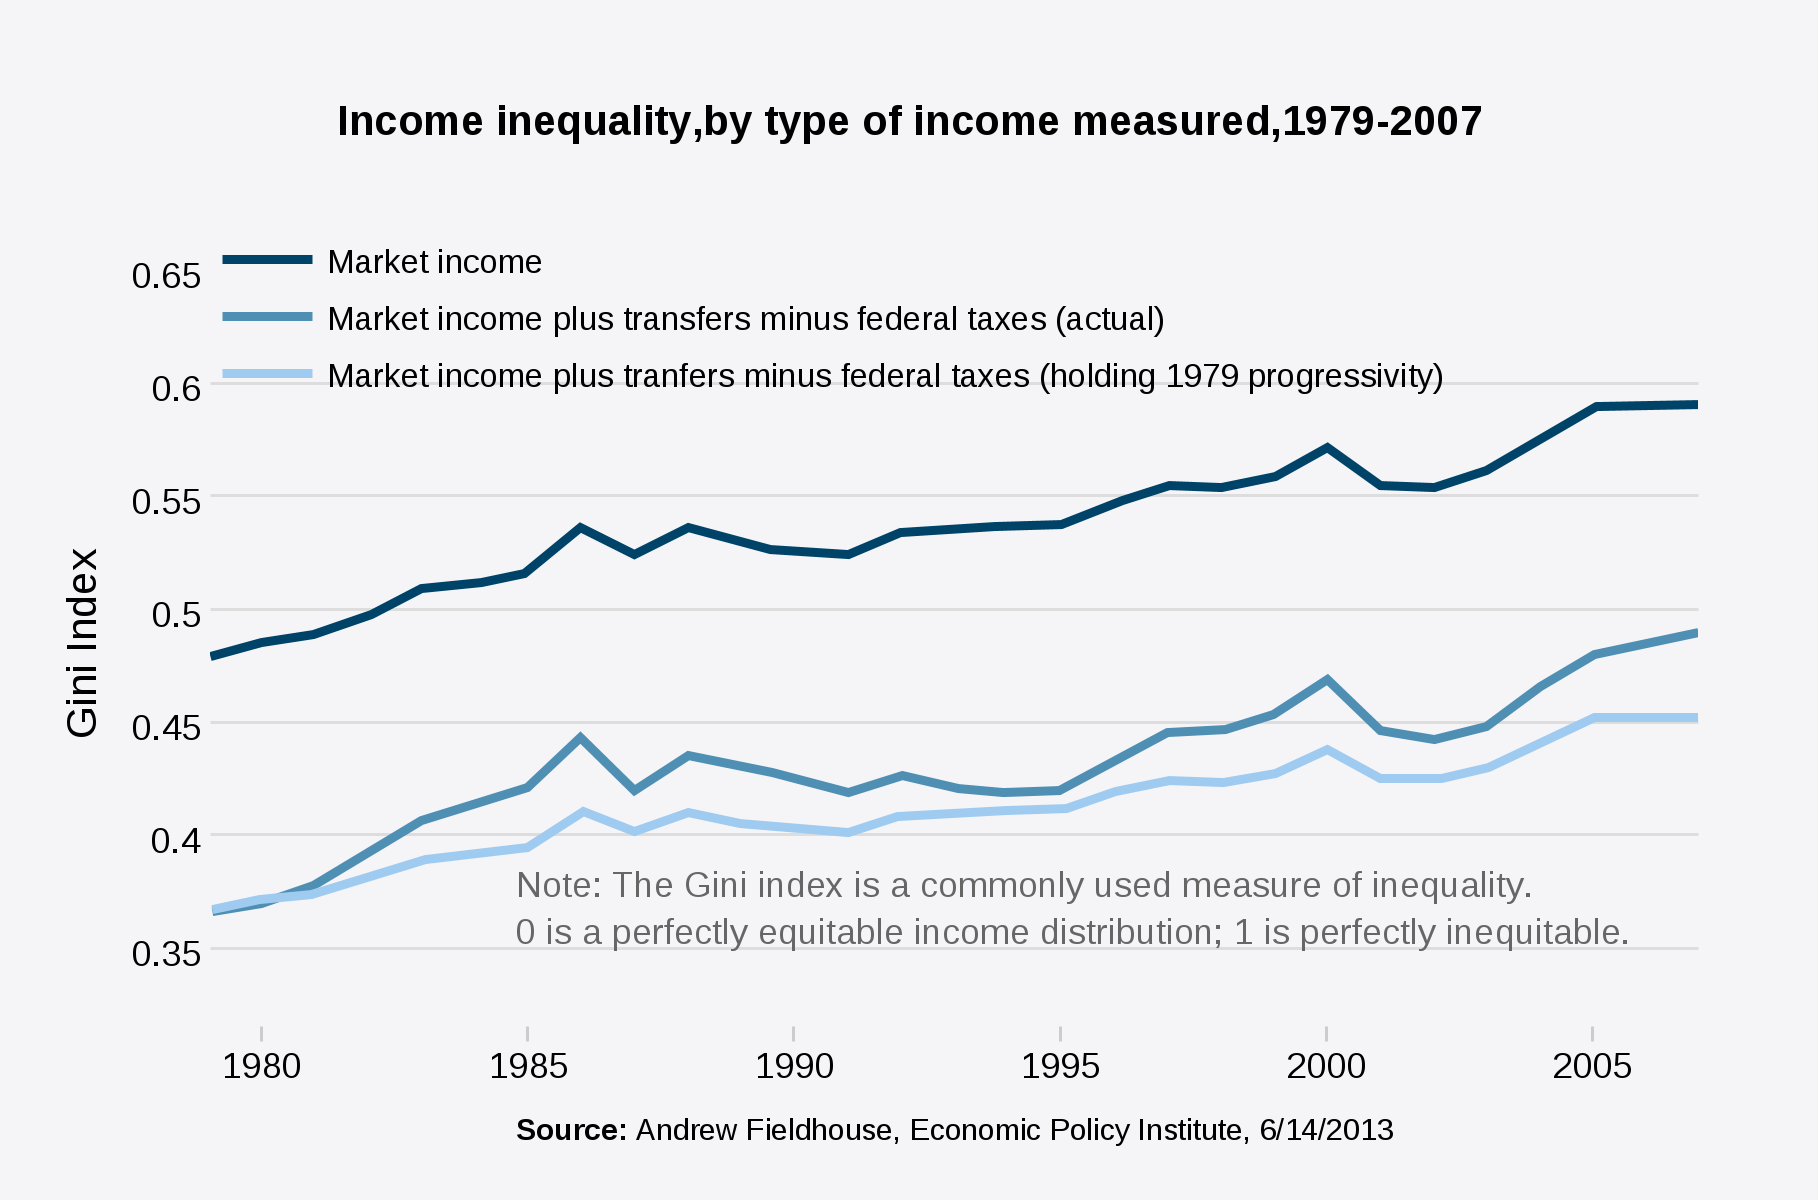 Income inequality,by type of income measured,1979-2007
0.65
Market income
Market income plus transfers minus federal taxes (actual)
0.6
Market income plus tranfers minus federal taxes (holding 1979 progressivity)
0.55
0.5
Gini Index
0.45
0.4
Note: The Gini index is a commonly used measure of inequality.
0 is a perfectly equitable income distribution; 1 is perfectly inequitable.
0.35
1980 1985 1990 1995 2000 2005
Source: Andrew Fieldhouse, Economic Policy Institute, 6/14/2013